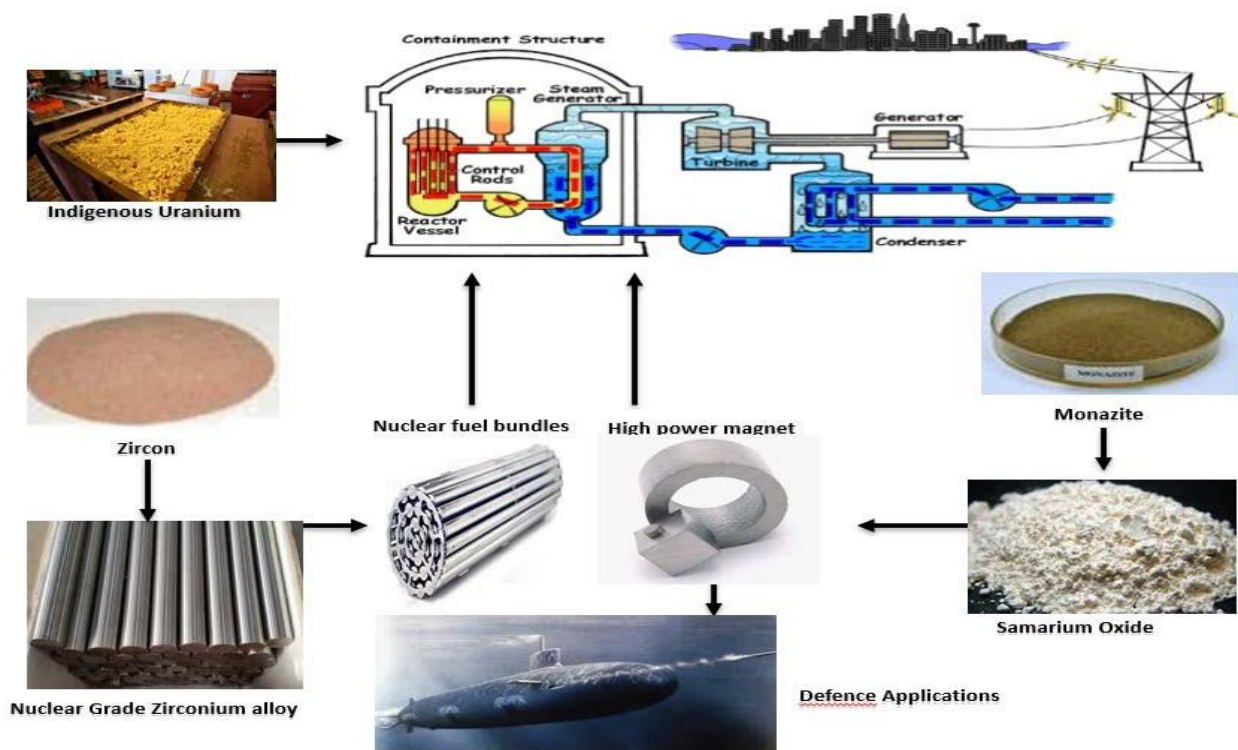 Containment Structure
Pressurizer
Steam
Generator
Control
Rods
Reactor
Vessel
Turbine
Generator
Condenser
Indigenous Uranium
Zircon
Nuclear fuel bundles
High power magnet
MONAZITE
Monazite
Nuclear Grade Zirconium alloy
Samarium Oxide
Defence Applications